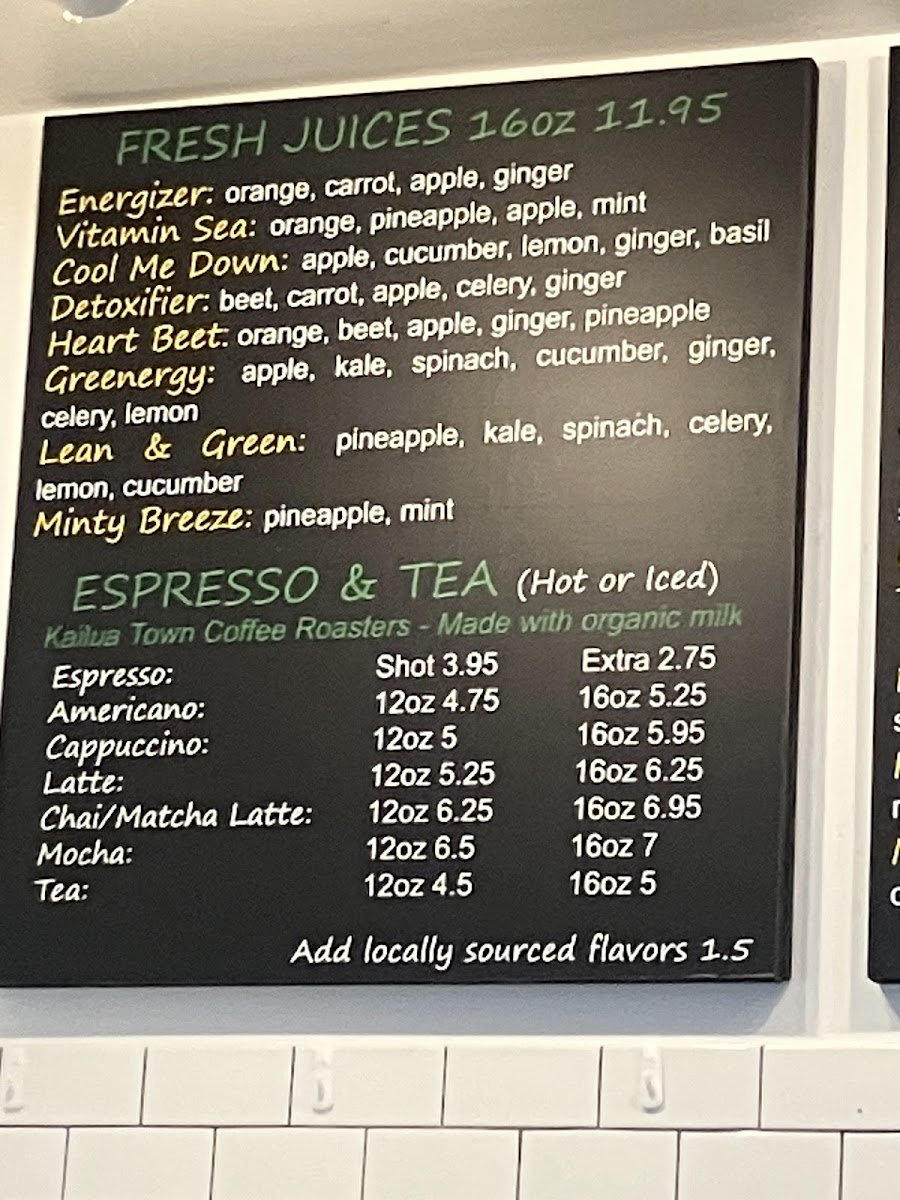 FRESH JUICES 16oz 11.95
Energizer: orange, carrot, apple, ginger
Vitamin Sea: orange, pineapple, apple, mint
Cool Me Down: apple, cucumber, lemon, ginger, basil
Detoxifier: beet, carrot, apple, celery, ginger
Heart Beet: orange, beet, apple, ginger, pineapple
Greenergy: apple, kale, spinach, cucumber, ginger,
celery, lemon
Lean & Green: pineapple, kale, spinach, celery,
lemon, cucumber
Minty Breeze: pineapple, mint
ESPRESSO & TEA (Hot or Iced)
Kailua Town Coffee Roasters - Made with organic milk
Espresso: Shot 3.95 Extra 2.75
Americano: 12oz 4.75 16oz 5.25
Cappuccino: 12oz 5 16oz 5.95
Latte: 12oz 5.25 16oz 6.25
Chai/Matcha Latte: 12oz 6.25 16oz 6.95
Mocha: 12oz 6.5 16oz 7
Tea: 12oz 4.5 16oz 5
Add locally sourced flavors 1.5